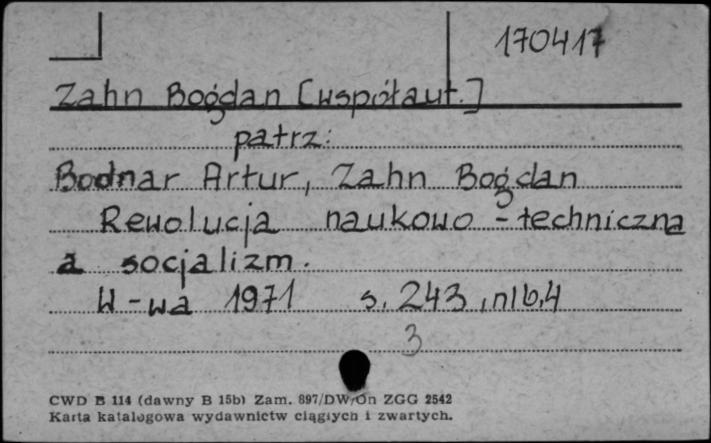 170417
Zahn Bogdan [współaut.]
patrz:
Bodnar Artur, Zahn Bogdan
Rewolucja naukowo-techniczna
a socjalizm.
W-wa 1971 s. 243, nlb. 4
3
CWD B 114 (dawny B 15b) Zam. 897/DW/On ZGG 2542
Karta katalogowa wydawnictw ciągłych i zwartych.